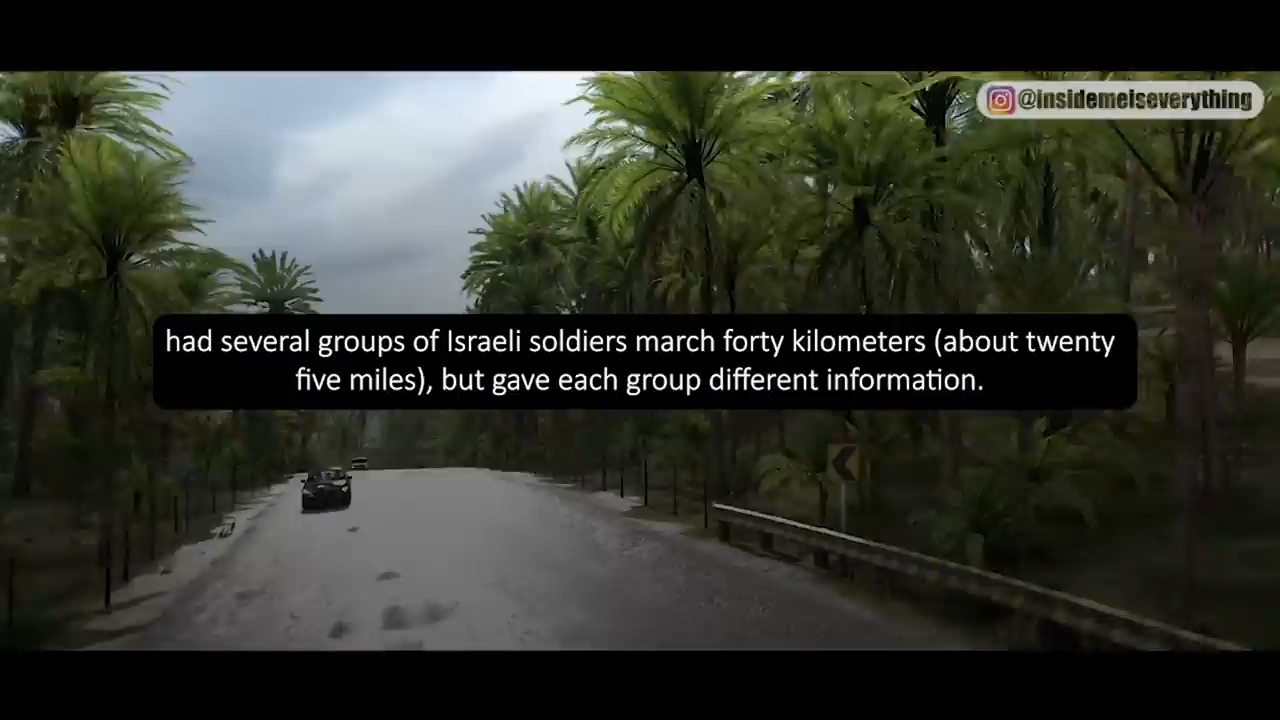 @insidemeiseverything
had several groups of Israeli soldiers march forty kilometers (about twenty
five miles), but gave each group different information.